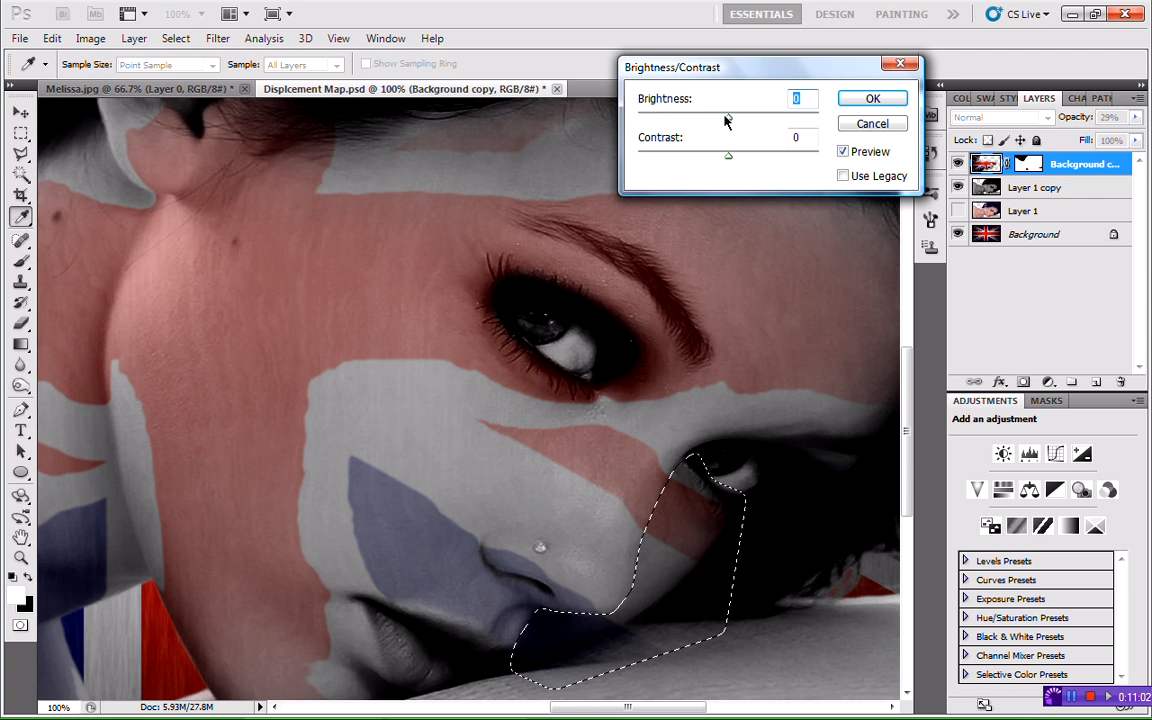 Ps Br Mb 100% ESSENTIALS DESIGN PAINTING CS Live
File Edit Image Layer Select Filter Analysis 3D View Window Help
Sample Size: Point Sample Sample: All Layers Show Sampling Ring
Melissa.jpg @ 66.7% (Layer 0, RGB/8#) *
Displcement Map.psd @ 100% (Background copy, RGB/8#) *
Brightness/Contrast
Brightness: 0
Contrast: 0
OK
Cancel
Preview
Use Legacy
COL SWA STYL LAYERS CHA PATH
Normal Opacity: 29%
Lock: Fill: 100%
Background c...
Layer 1 copy
Layer 1
Background
ADJUSTMENTS MASKS
Add an adjustment
Levels Presets
Curves Presets
Exposure Presets
Hue/Saturation Presets
Black & White Presets
Channel Mixer Presets
Selective Color Presets
0:11:02
100% Doc: 5.93M/27.8M